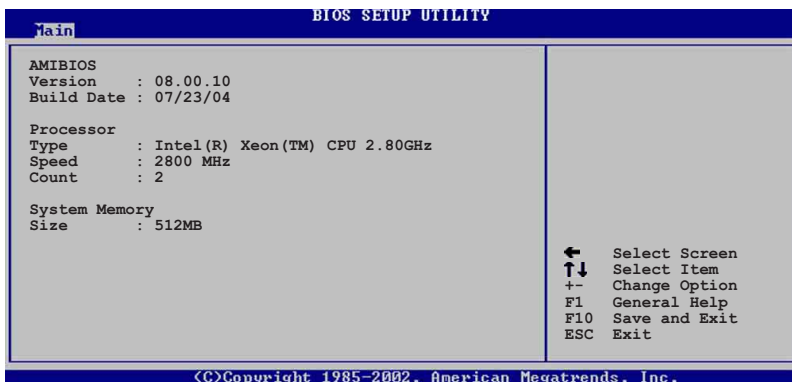 BIOS SETUP UTILITY
Main
AMIBIOS
Version : 08.00.10
Build Date : 07/23/04
Processor
Type : Intel(R) Xeon(TM) CPU 2.80GHz
Speed : 2800 MHz
Count : 2
System Memory
Size : 512MB
← Select Screen
↑↓ Select Item
+- Change Option
F1 General Help
F10 Save and Exit
ESC Exit
(C)Copyright 1985-2002, American Megatrends, Inc.